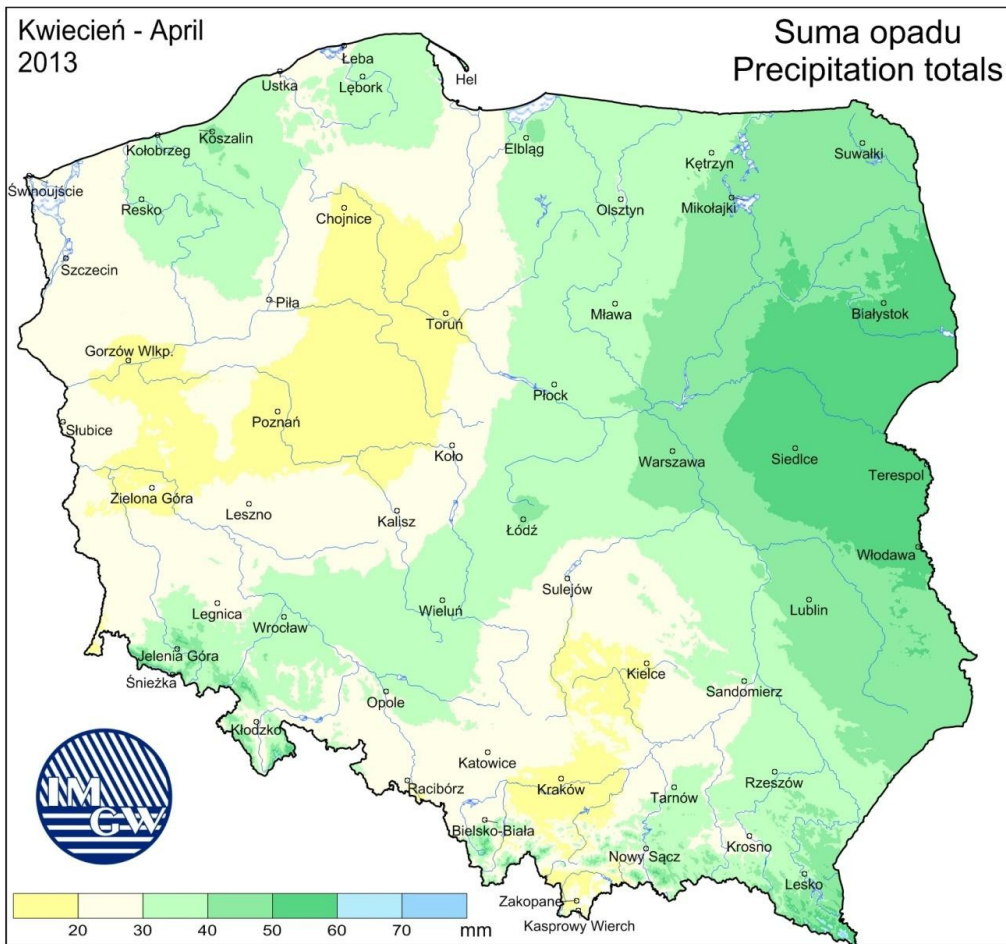 Kwiecień - April
2013
Suma opadu
Precipitation totals
Łeba
Hel
Ustka
Lębork
Koszalin
Kołobrzeg
Elbląg
Kętrzyn
Suwałki
Świnoujście
Resko
Chojnice
Olsztyn
Mikołajki
Szczecin
Piła
Toruń
Mława
Białystok
Gorzów Wlkp.
Płock
Poznań
Słubice
Koło
Warszawa
Siedlce
Terespol
Zielona Góra
Leszno
Kalisz
Łódź
Włodawa
Sulejów
Legnica
Wrocław
Wieluń
Lublin
Jelenia Góra
Śnieżka
Kielce
Sandomierz
Opole
Kłodzko
Katowice
Racibórz
Kraków
Tarnów
Rzeszów
Bielsko-Biała
Nowy Sącz
Krosno
Lesko
Zakopane
Kasprowy Wierch
IM
GW
20 30 40 50 60 70 mm